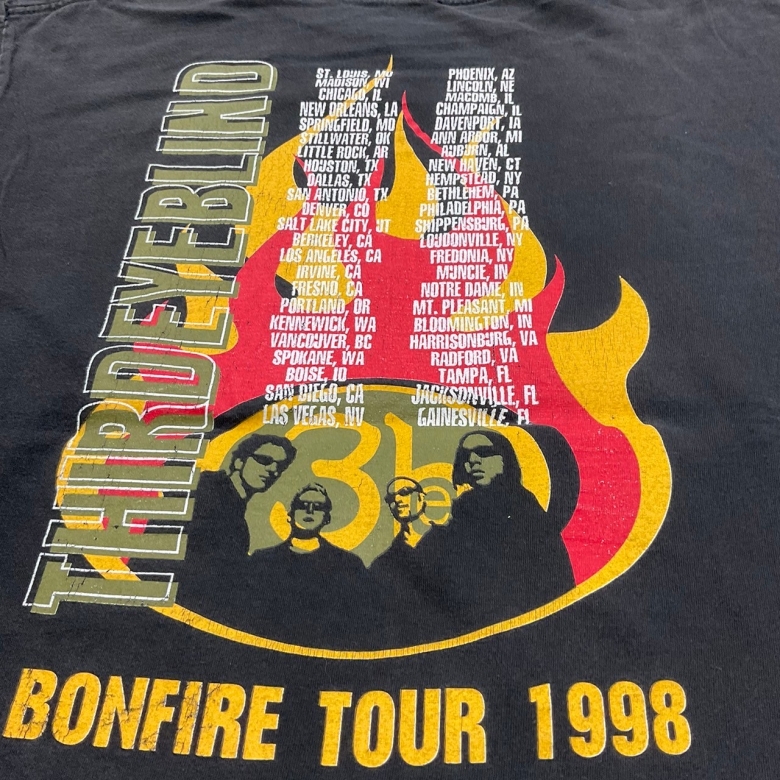 THIRD EYE BLIND
ST. LOUIS, MO
MADISON, WI
CHICAGO, IL
NEW ORLEANS, LA
SPRINGFIELD, MO
STILLWATER, OK
LITTLE ROCK, AR
HOUSTON, TX
DALLAS, TX
SAN ANTONIO, TX
DENVER, CO
SALT LAKE CITY, UT
BERKELEY, CA
LOS ANGELES, CA
IRVINE, CA
FRESNO, CA
PORTLAND, OR
KENNEWICK, WA
VANCOUVER, BC
SPOKANE, WA
BOISE, ID
SAN DIEGO, CA
LAS VEGAS, NV
PHOENIX, AZ
LINCOLN, NE
MACOMB, IL
CHAMPAIGN, IL
DAVENPORT, IA
ANN ARBOR, MI
AUBURN, AL
NEW HAVEN, CT
HEMPSTEAD, NY
BETHLEHEM, PA
PHILADELPHIA, PA
SHIPPENSBURG, PA
LOUDONVILLE, NY
FREDONIA, NY
MUNCIE, IN
NOTRE DAME, IN
MT. PLEASANT, MI
BLOOMINGTON, IN
HARRISONBURG, VA
RADFORD, VA
TAMPA, FL
JACKSONVILLE, FL
GAINESVILLE, FL
3be
BONFIRE TOUR 1998